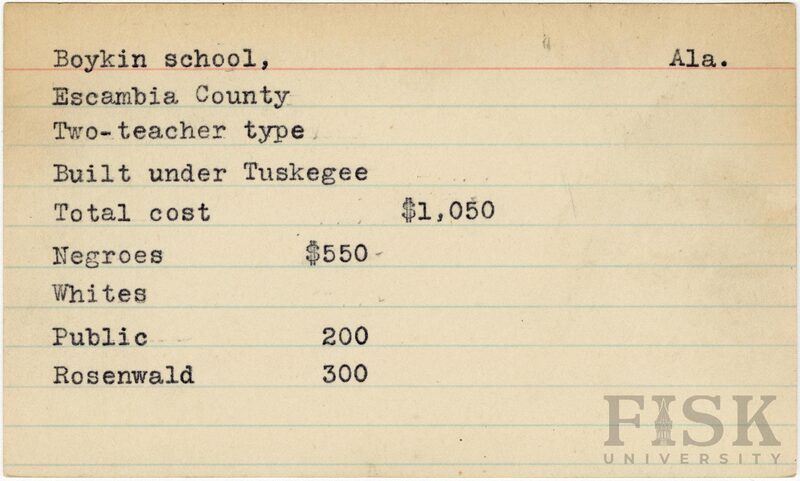 Boykin school, Ala.
Escambia County
Two-teacher type
Built under Tuskegee
Total cost $1,050
Negroes $550
Whites
Public 200
Rosenwald 300
FISK
UNIVERSITY